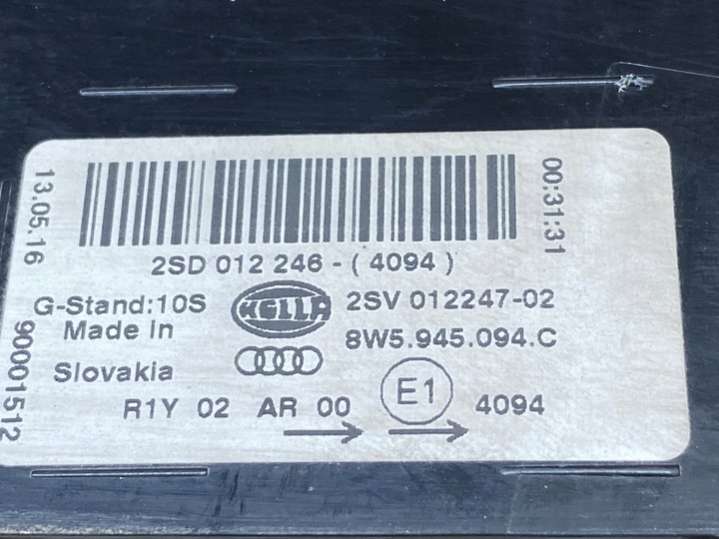 13.05.16
00:31:31
2SD 012 246-(4094)
G-Stand:10S HELLA 2SV 012247-02
Made in 8W5.945.094.C
Slovakia
R1Y 02 AR 00 E1 4094
90001512